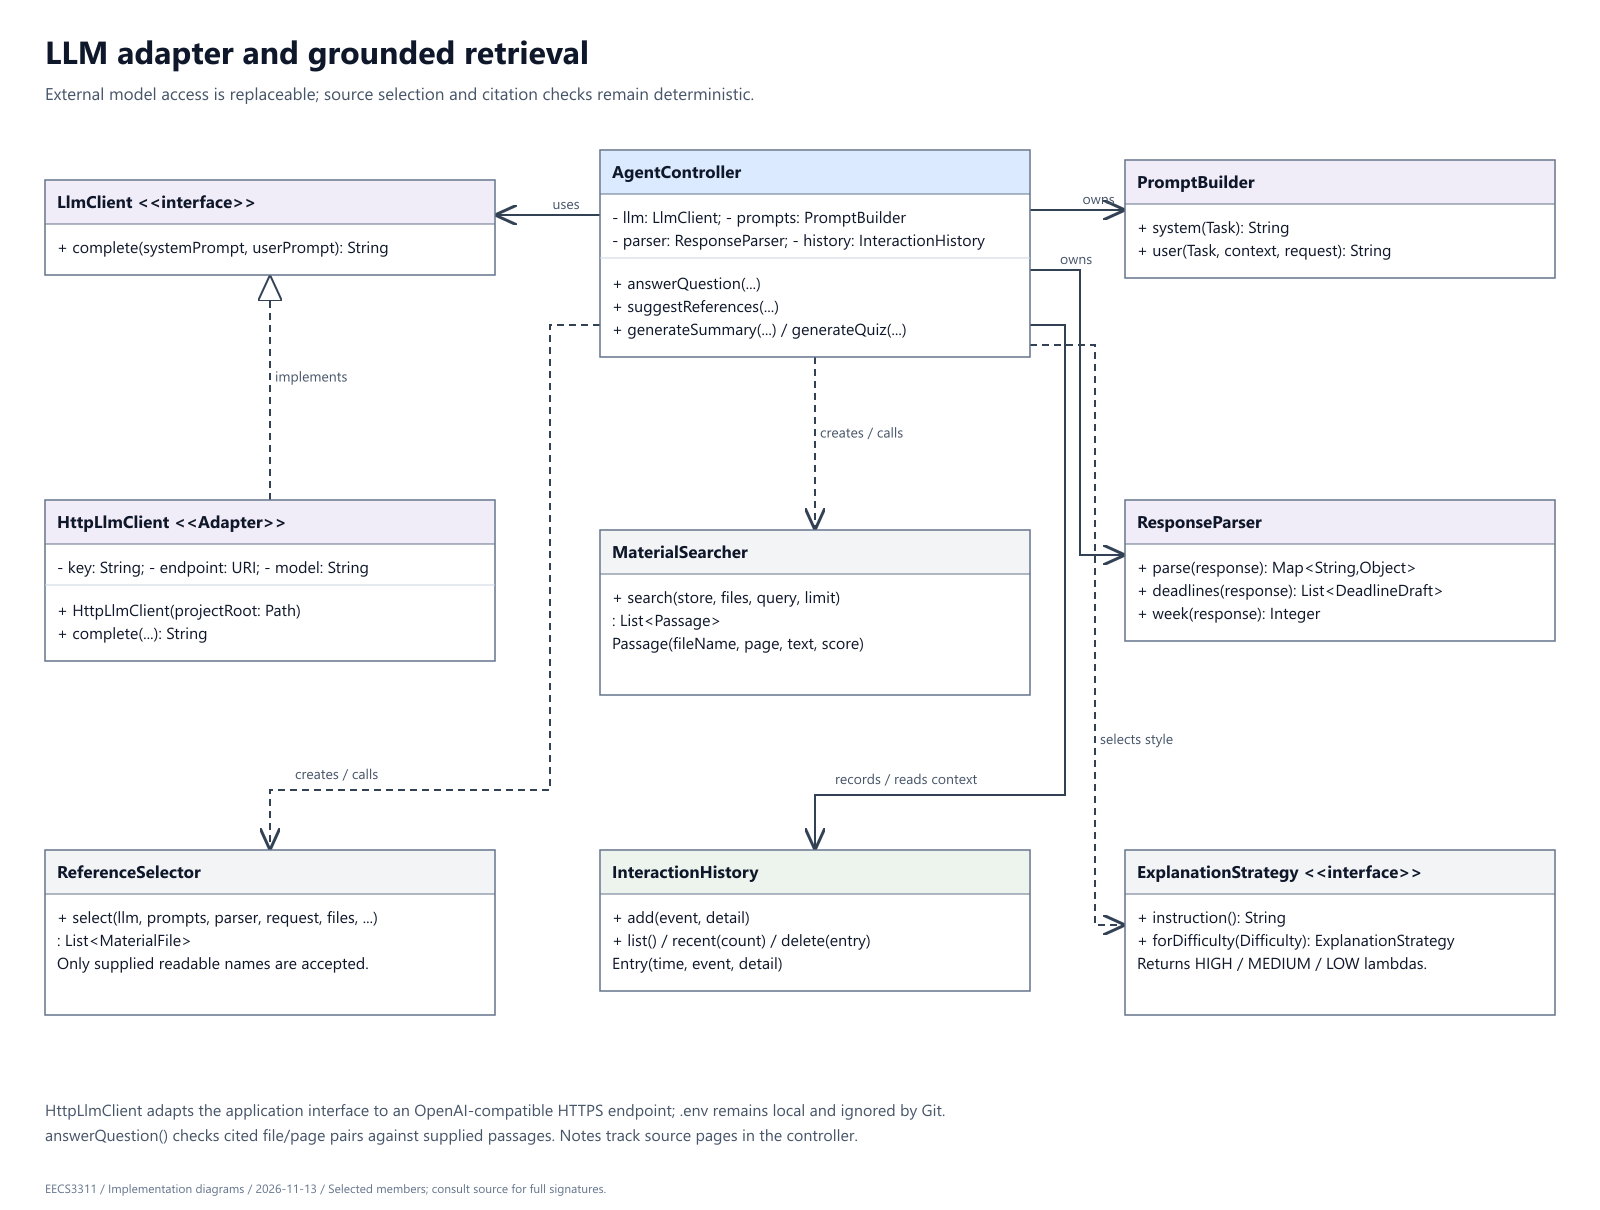 LLM adapter and grounded retrieval
External model access is replaceable; source selection and citation checks remain deterministic.
LlmClient <<interface>>
+ complete(systemPrompt, userPrompt): String
uses
AgentController
- llm: LlmClient; - prompts: PromptBuilder
- parser: ResponseParser; - history: InteractionHistory
+ answerQuestion(...)
+ suggestReferences(...)
+ generateSummary(...) / generateQuiz(...)
owns
PromptBuilder
+ system(Task): String
+ user(Task, context, request): String
owns
implements
creates / calls
HttpLlmClient <<Adapter>>
- key: String; - endpoint: URI; - model: String
+ HttpLlmClient(projectRoot: Path)
+ complete(...): String
MaterialSearcher
+ search(store, files, query, limit)
: List<Passage>
Passage(fileName, page, text, score)
ResponseParser
+ parse(response): Map<String,Object>
+ deadlines(response): List<DeadlineDraft>
+ week(response): Integer
selects style
creates / calls
records / reads context
ReferenceSelector
+ select(llm, prompts, parser, request, files, ...)
: List<MaterialFile>
Only supplied readable names are accepted.
InteractionHistory
+ add(event, detail)
+ list() / recent(count) / delete(entry)
Entry(time, event, detail)
ExplanationStrategy <<interface>>
+ instruction(): String
+ forDifficulty(Difficulty): ExplanationStrategy
Returns HIGH / MEDIUM / LOW lambdas.
HttpLlmClient adapts the application interface to an OpenAI-compatible HTTPS endpoint; .env remains local and ignored by Git.
answerQuestion() checks cited file/page pairs against supplied passages. Notes track source pages in the controller.
EECS3311 / Implementation diagrams / 2026-11-13 / Selected members; consult source for full signatures.